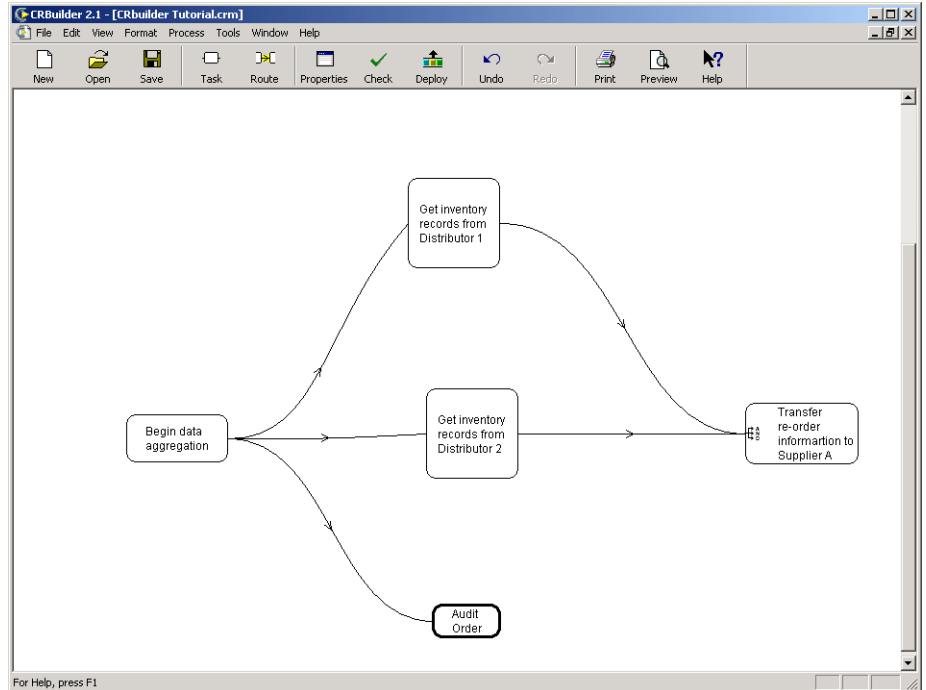 CRBuilder 2.1 - [CRbuilder Tutorial.crm]
File Edit View Format Process Tools Window Help
New Open Save Task Route Properties Check Deploy Undo Redo Print Preview Help
Get inventory
records from
Distributor 1
Begin data
aggregation
Get inventory
records from
Distributor 2
AND
Transfer
re-order
informartion to
Supplier A
Audit
Order
For Help, press F1